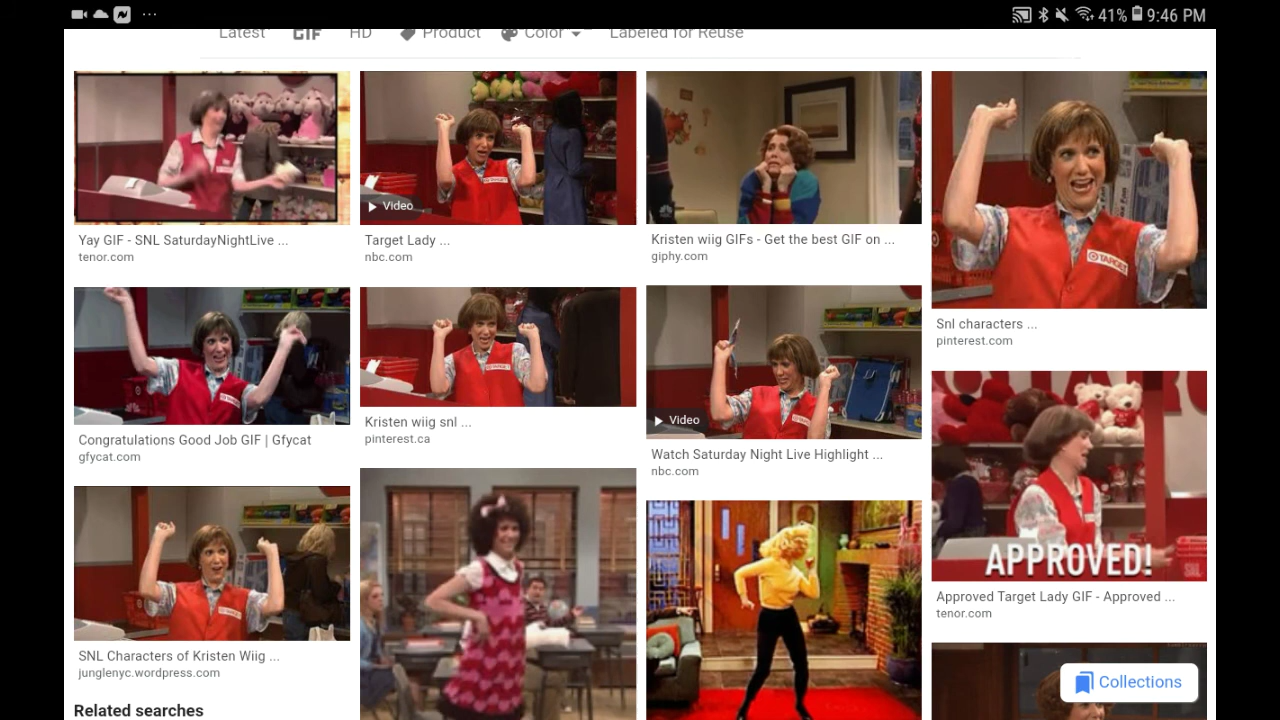 41% 9:46 PM
Latest GIF HD Product Color Labeled for Reuse
Yay GIF - SNL SaturdayNightLive ...
tenor.com
Video
Target Lady ...
nbc.com
Kristen wiig GIFs - Get the best GIF on ...
giphy.com
TARGET
Snl characters ...
pinterest.com
Congratulations Good Job GIF | Gfycat
gfycat.com
Kristen wiig snl ...
pinterest.ca
Video
Watch Saturday Night Live Highlight ...
nbc.com
APPROVED!
Approved Target Lady GIF - Approved ...
tenor.com
SNL Characters of Kristen Wiig ...
junglenyc.wordpress.com
Collections
Related searches